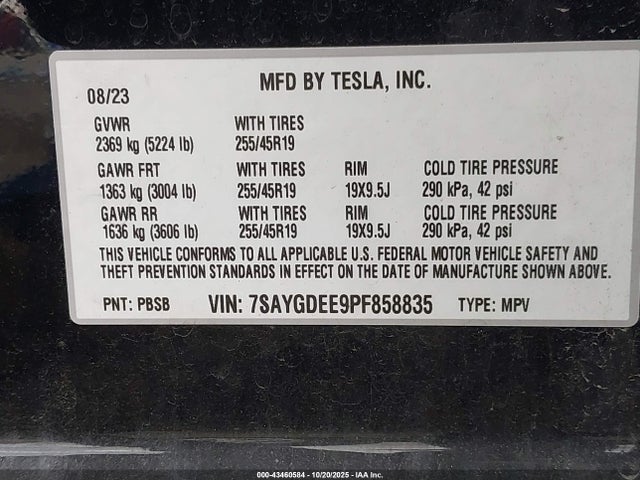 MFD BY TESLA, INC.
08/23
GVWR WITH TIRES
2369 kg (5224 lb) 255/45R19
GAWR FRT WITH TIRES RIM COLD TIRE PRESSURE
1363 kg (3004 lb) 255/45R19 19X9.5J 290 kPa, 42 psi
GAWR RR WITH TIRES RIM COLD TIRE PRESSURE
1636 kg (3606 lb) 255/45R19 19X9.5J 290 kPa, 42 psi
THIS VEHICLE CONFORMS TO ALL APPLICABLE U.S. FEDERAL MOTOR VEHICLE SAFETY AND
THEFT PREVENTION STANDARDS IN EFFECT ON THE DATE OF MANUFACTURE SHOWN ABOVE.
PNT: PBSB VIN: 7SAYGDEE9PF858835 TYPE: MPV
000-43460584 - 10/20/2025 - IAA Inc.